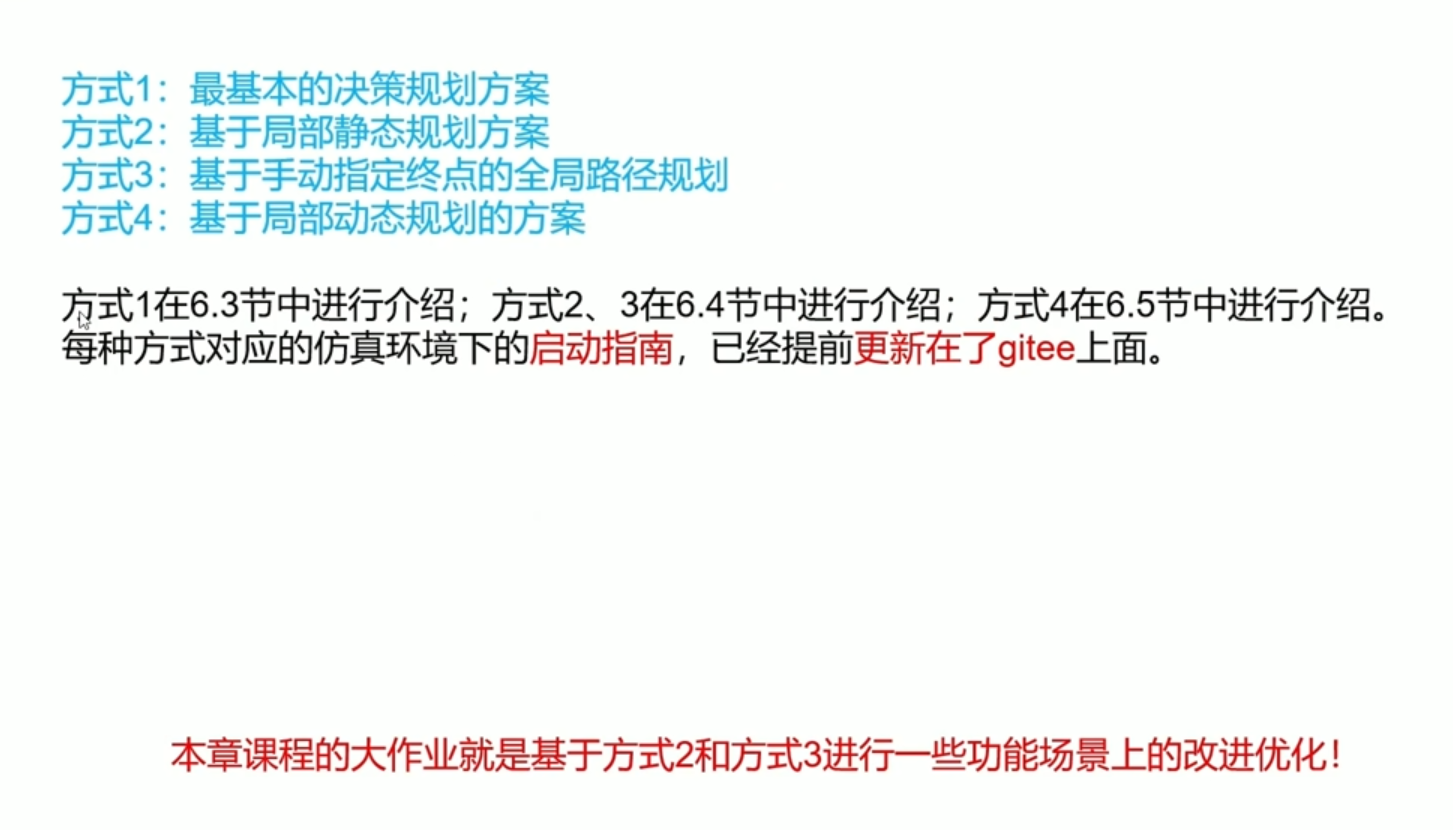 方式1：最基本的决策规划方案
方式2：基于局部静态规划方案
方式3：基于手动指定终点的全局路径规划
方式4：基于局部动态规划的方案
方式1在6.3节中进行介绍；方式2、3在6.4节中进行介绍；方式4在6.5节中进行介绍。
每种方式对应的仿真环境下的启动指南，已经提前更新在了gitee上面。
本章课程的大作业就是基于方式2和方式3进行一些功能场景上的改进优化！